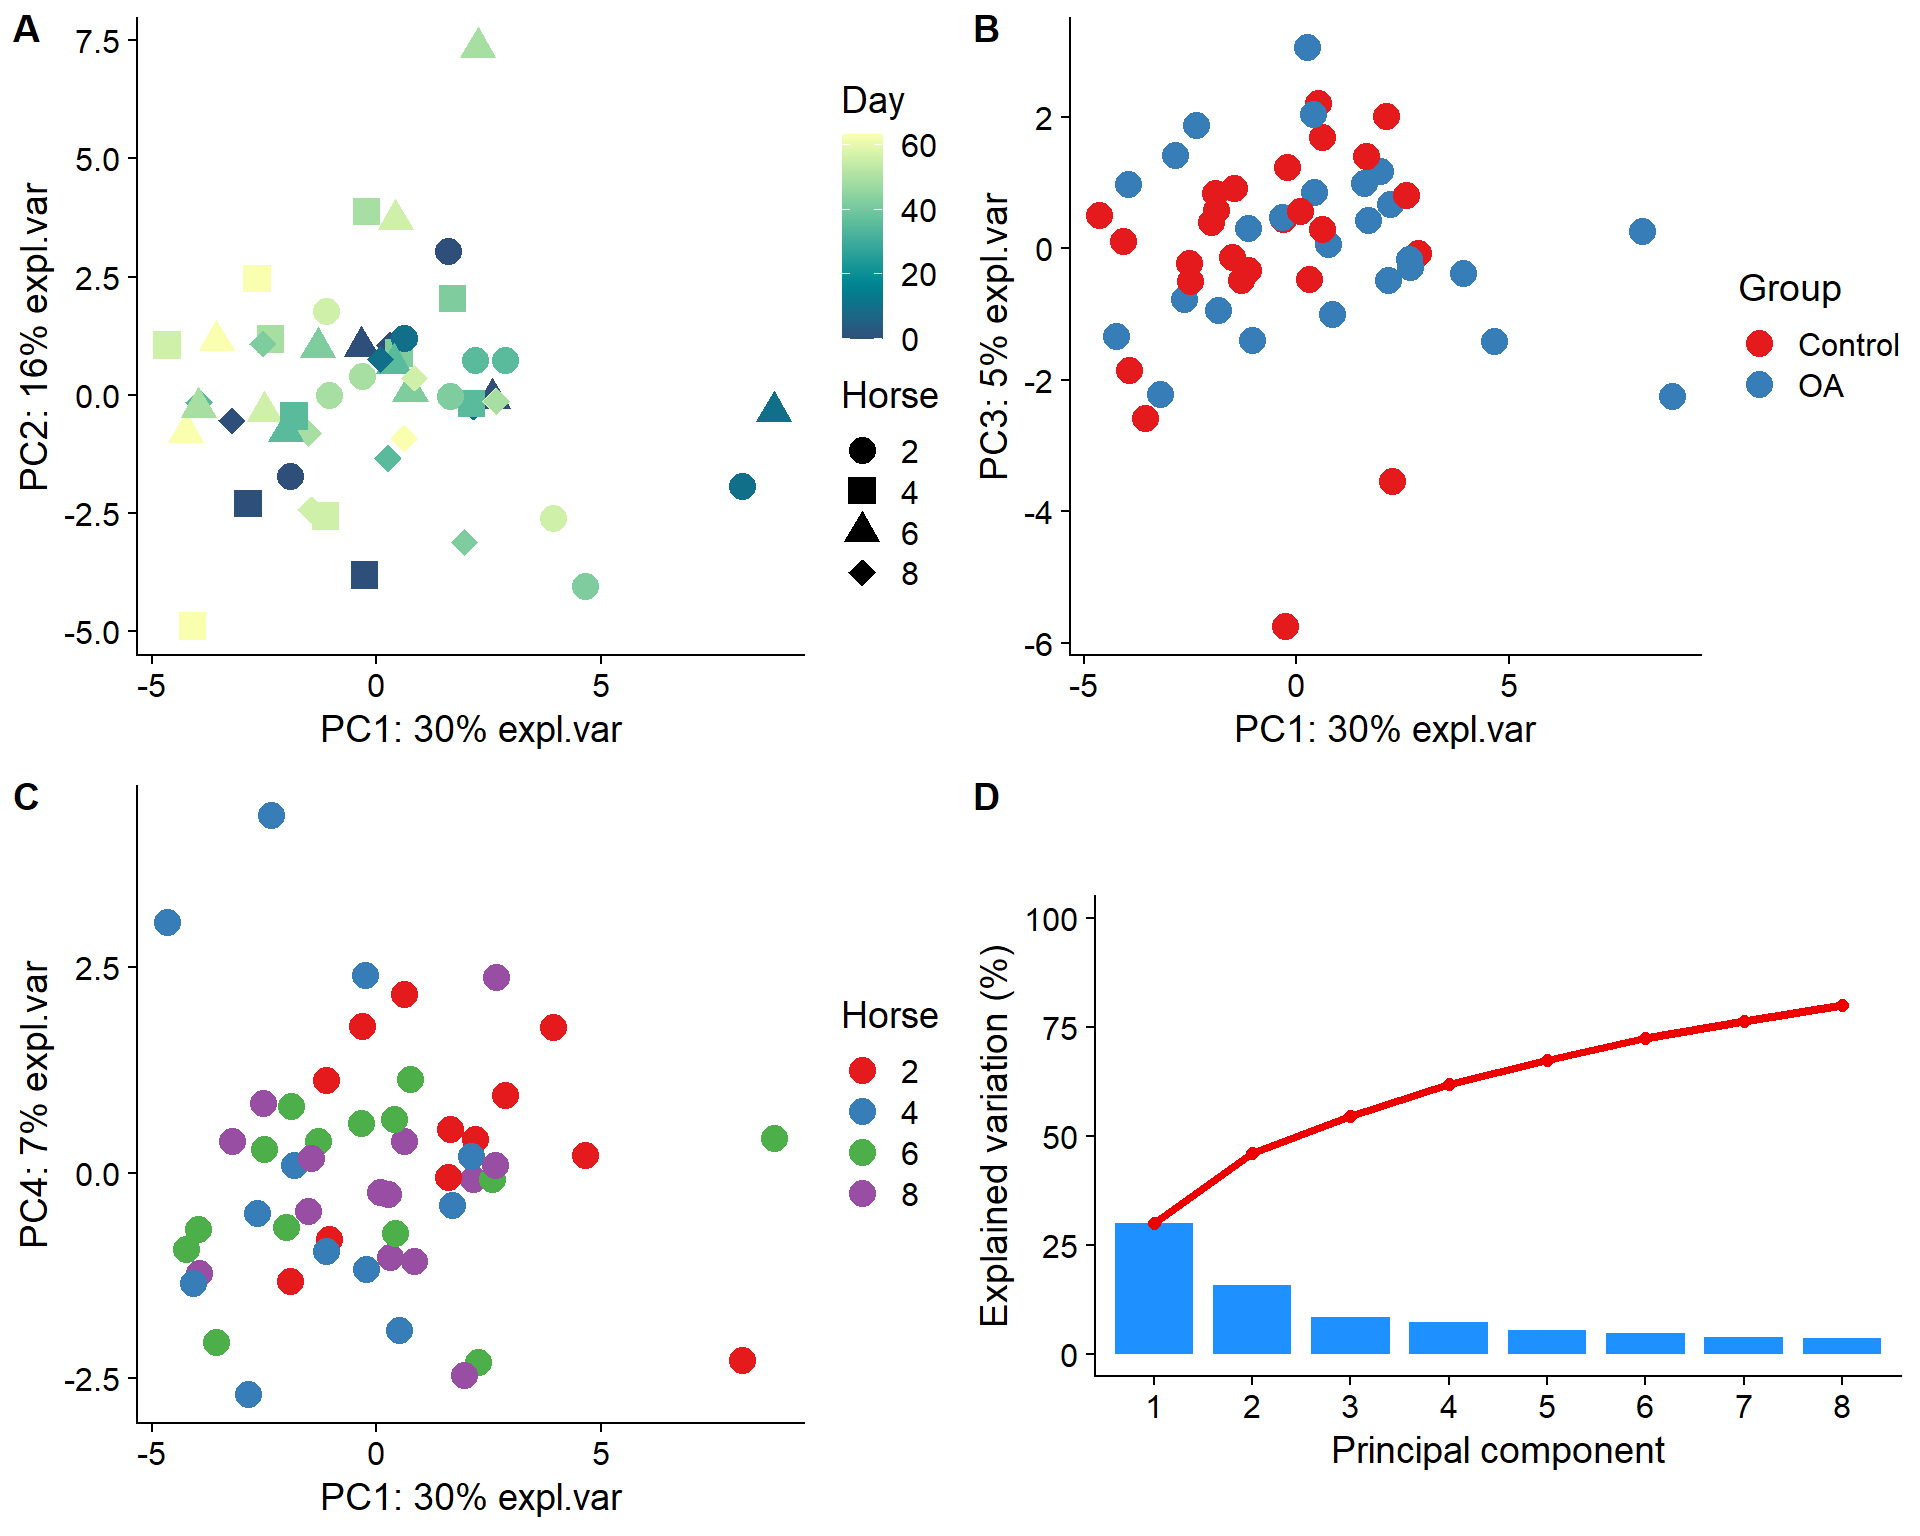 A
7.5
5.0
2.5
0.0
-2.5
-5.0
PC2: 16% expl.var
-5
0
5
PC1: 30% expl.var
Day
60
40
20
0
Horse
2
4
6
8
B
2
0
-2
-4
-6
PC3: 5% expl.var
-5
0
5
PC1: 30% expl.var
Group
Control
OA
C
2.5
0.0
-2.5
PC4: 7% expl.var
-5
0
5
PC1: 30% expl.var
Horse
2
4
6
8
D
100
75
50
25
0
Explained variation (%)
1 2 3 4 5 6 7 8
Principal component